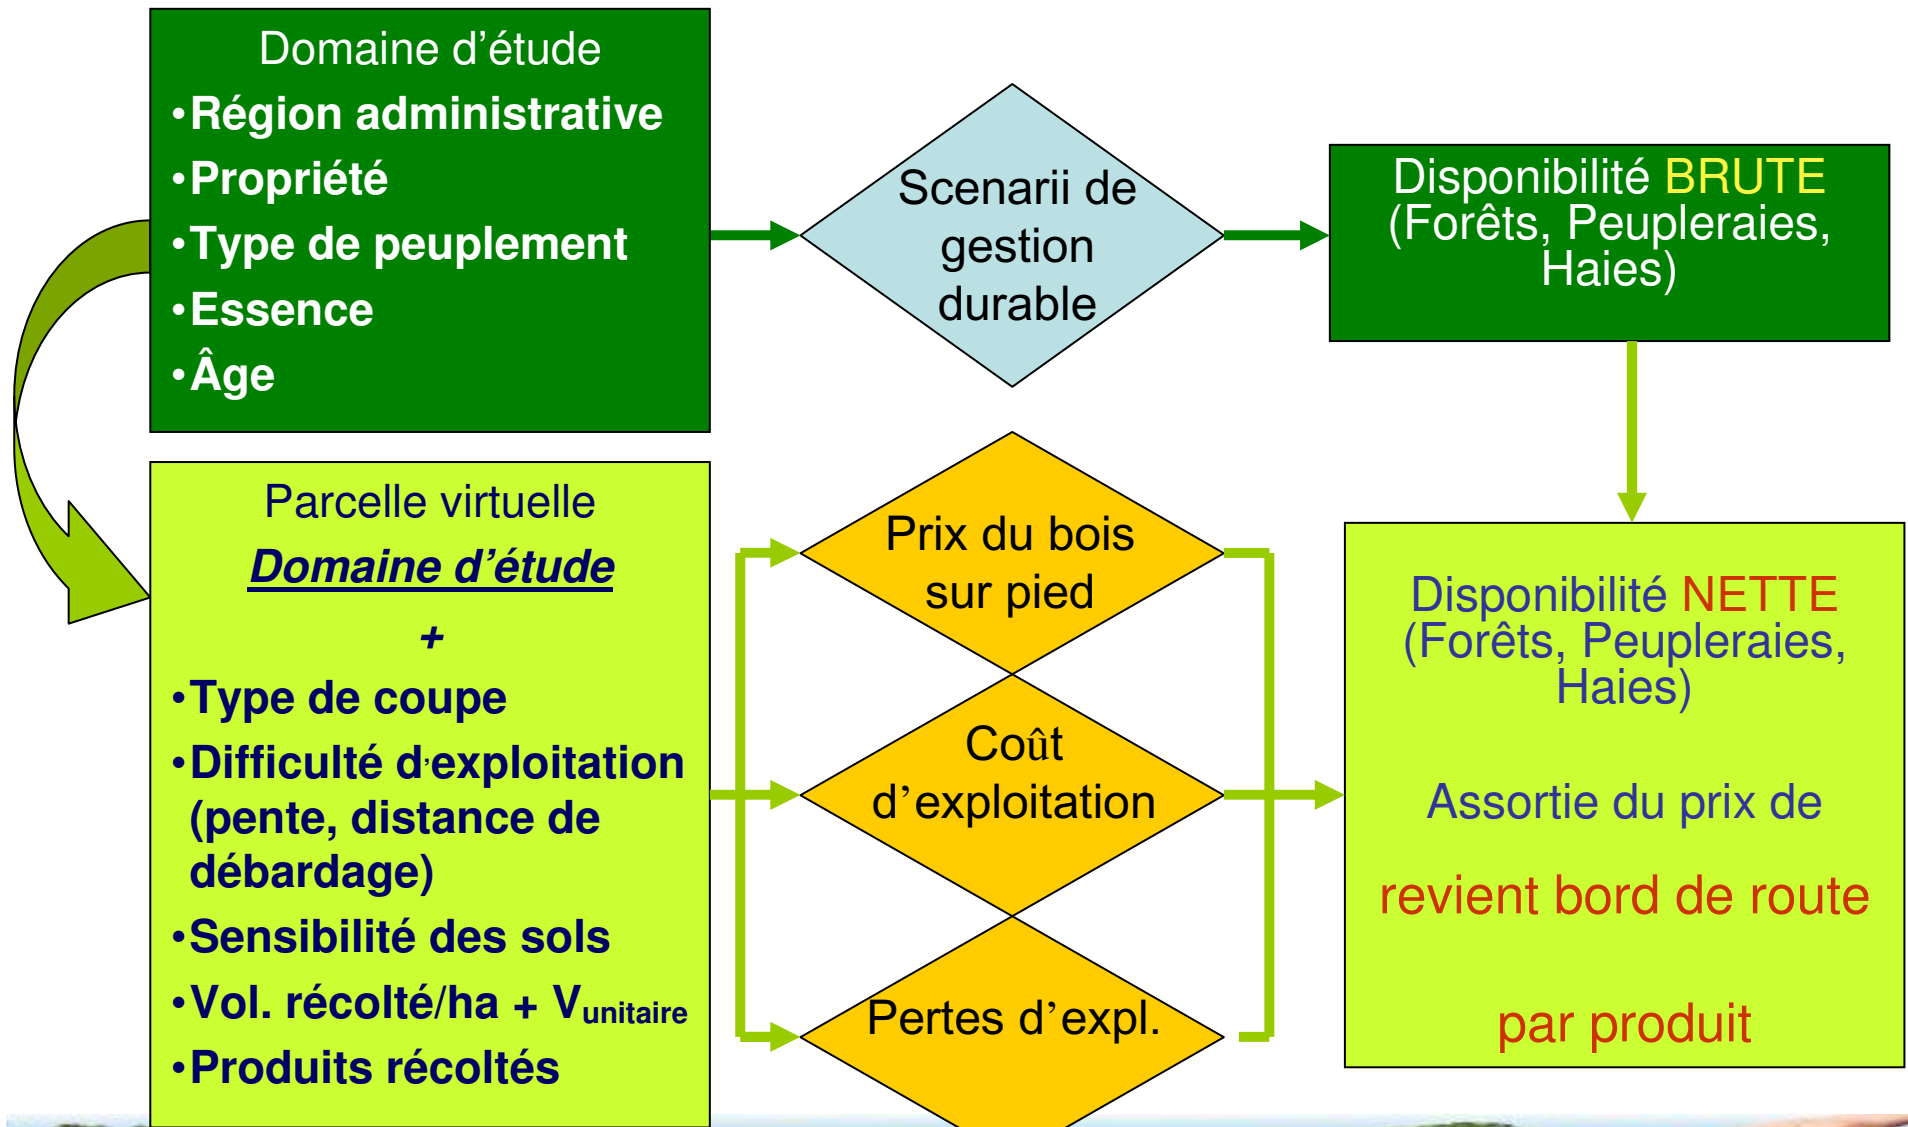 Domaine d’étude
•Région administrative
•Propriété
•Type de peuplement
•Essence
•Âge
Scenarii de
gestion
durable
Disponibilité BRUTE
(Forêts, Peupleraies,
Haies)
Parcelle virtuelle
Domaine d’étude
+
•Type de coupe
•Difficulté d’exploitation
(pente, distance de
débardage)
•Sensibilité des sols
•Vol. récolté/ha + Vunitaire
•Produits récoltés
Prix du bois
sur pied
Coût
d’exploitation
Pertes d’expl.
Disponibilité NETTE
(Forêts, Peupleraies,
Haies)
Assortie du prix de
revient bord de route
par produit